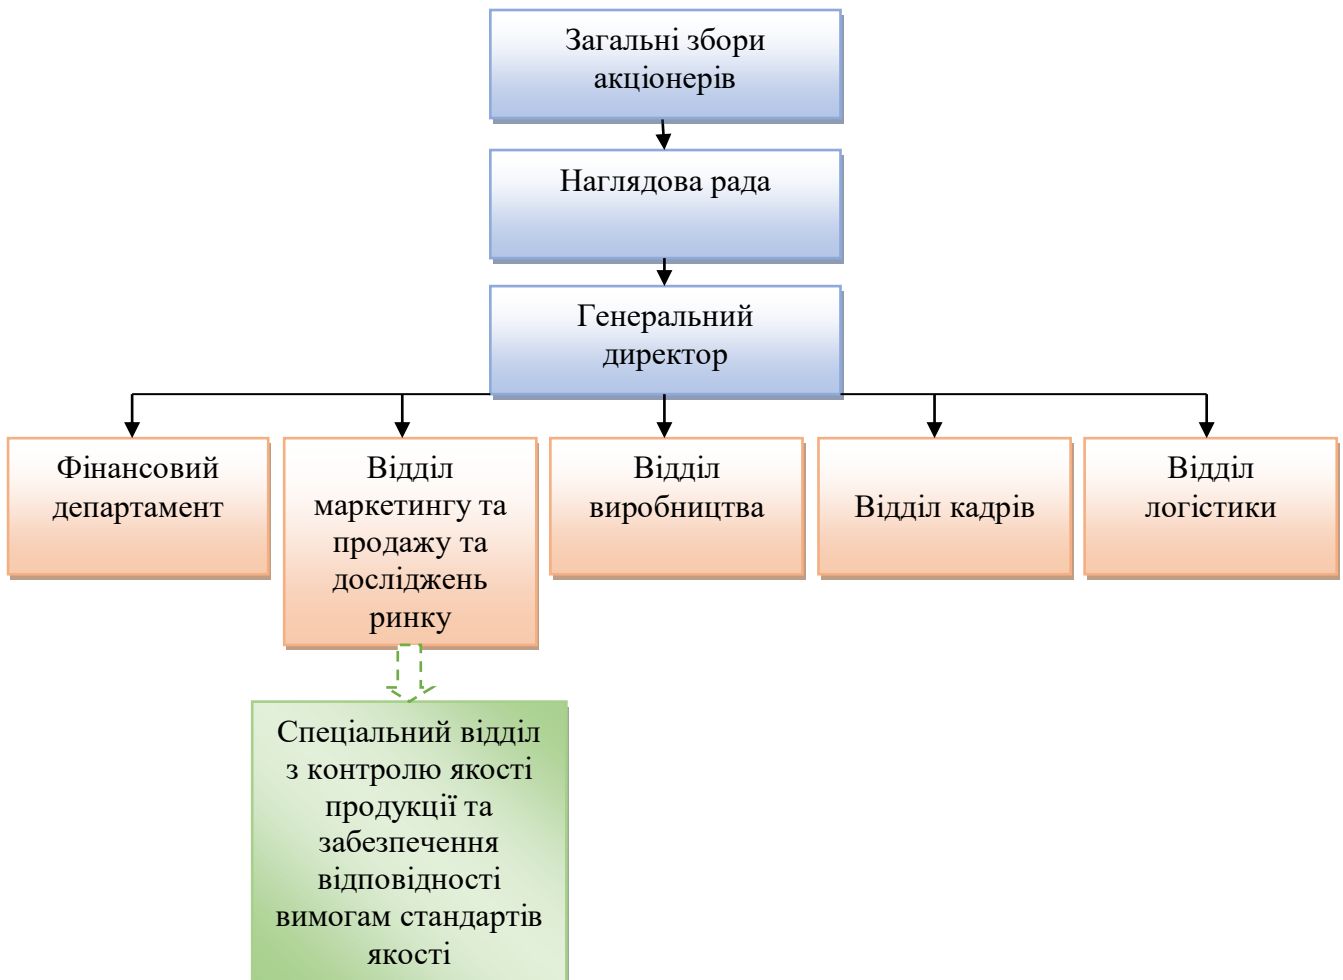 Загальні збори
акціонерів
Наглядова рада
Генеральний
директор
Фінансовий
департамент
Відділ
маркетингу та
продажу та
досліджень
ринку
Відділ
виробництва
Відділ кадрів
Відділ
логістики
Спеціальний відділ
з контролю якості
продукції та
забезпечення
відповідності
вимогам стандартів
якості